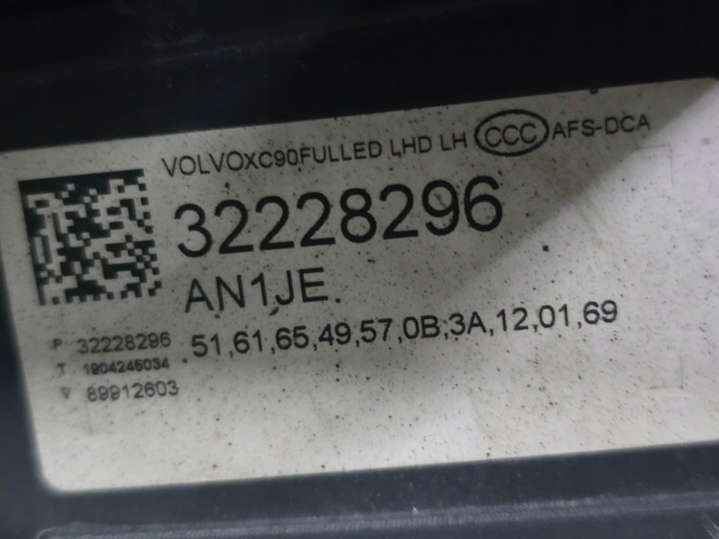 VOLVOXC90FULLED LHD LH CCC AFS-DCA
32228296
AN1JE
51,61,65,49,57,0B,3A,12,01,69
P 32228296
T 1904245034
V 89912603